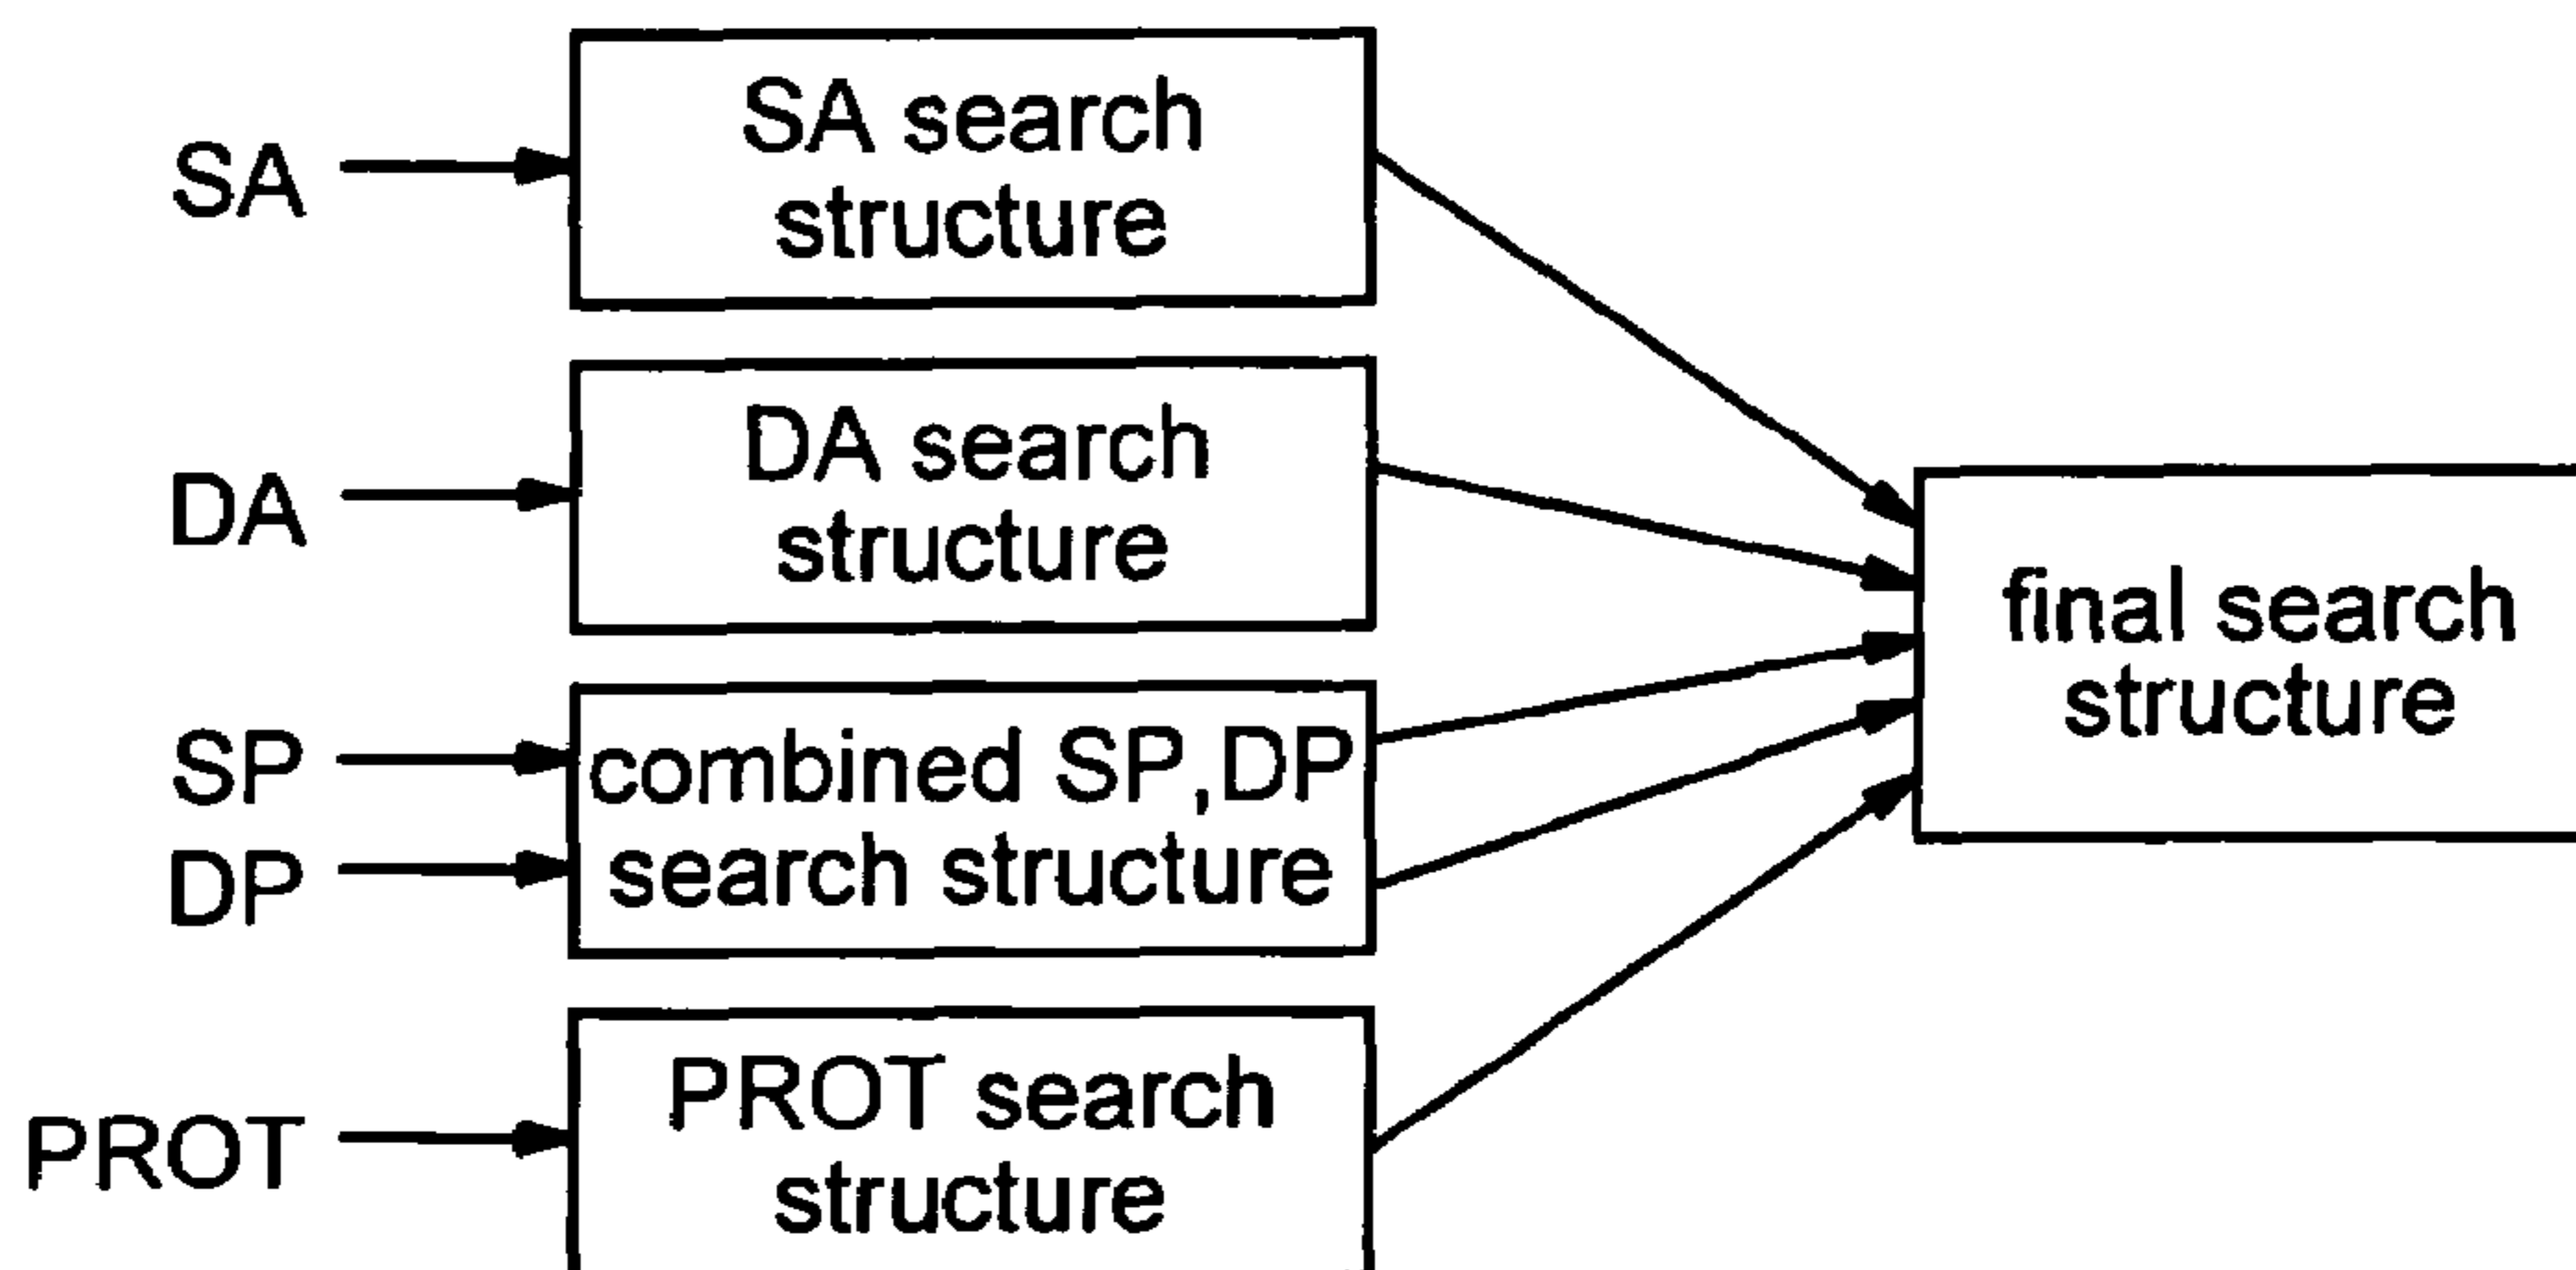 SA
SA search
structure
DA
DA search
structure
SP
DP
combined SP,DP
search structure
PROT
PROT search
structure
final search
structure